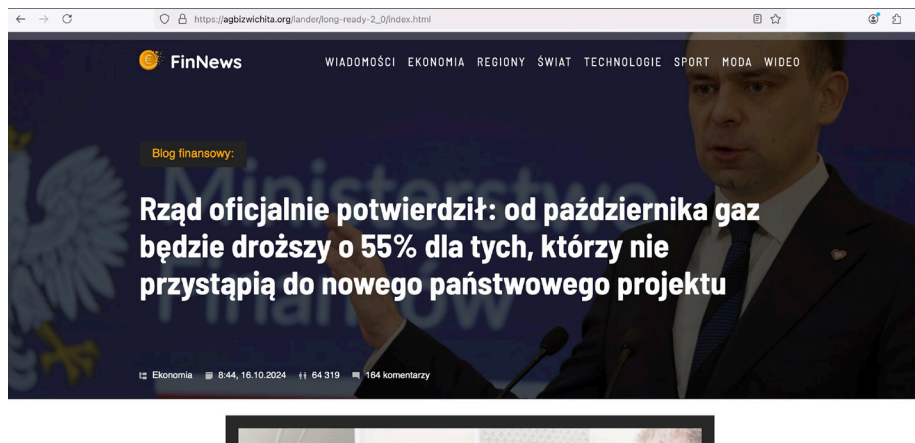 https://agbizwichita.org/lander/long-ready-2_0/index.html
FinNews
WIADOMOŚCI EKONOMIA REGIONY ŚWIAT TECHNOLOGIE SPORT MODA WIDEO
Blog finansowy:
Ministerstwo
Finansów
Rząd oficjalnie potwierdził: od października gaz
będzie droższy o 55% dla tych, którzy nie
przystąpią do nowego państwowego projektu
Ekonomia 8:44, 16.10.2024 64 319 164 komentarzy